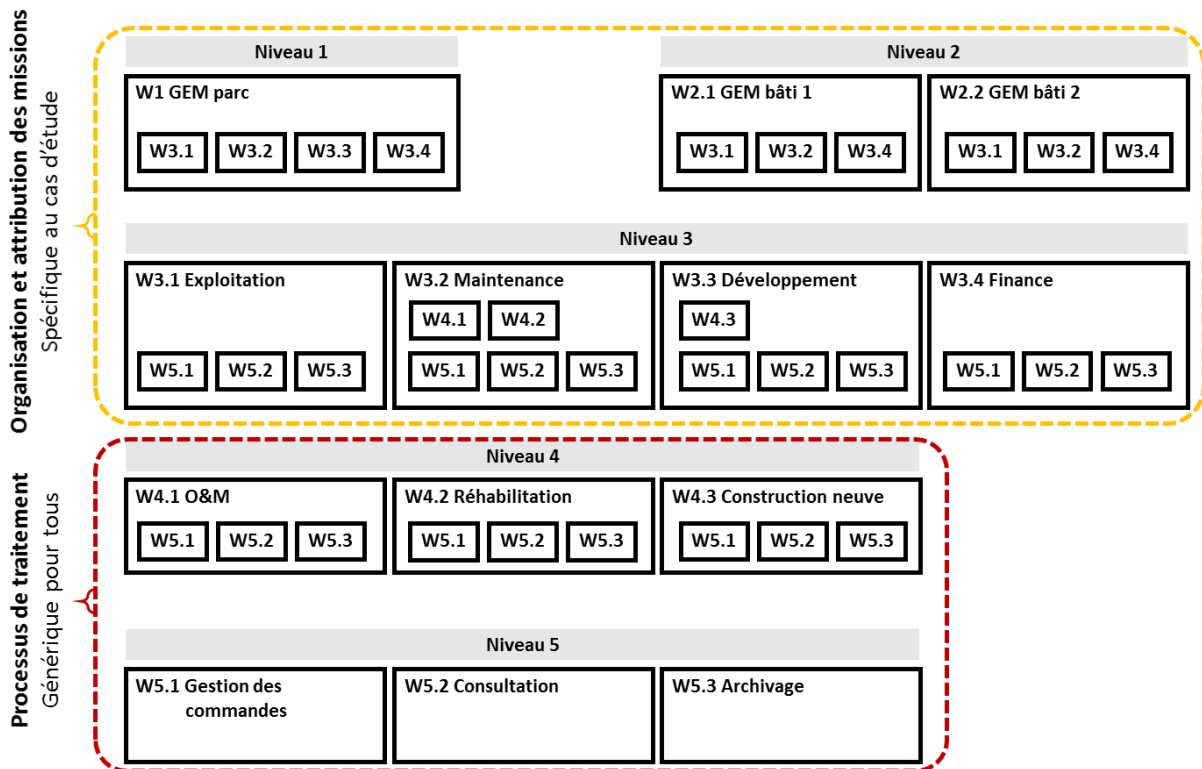 Organisation et attribution des missions
Spécifique au cas d'étude
Niveau 1
Niveau 2
W1 GEM parc
W3.1 W3.2 W3.3 W3.4
W2.1 GEM bâti 1
W3.1 W3.2 W3.4
W2.2 GEM bâti 2
W3.1 W3.2 W3.4
Niveau 3
W3.1 Exploitation
W5.1 W5.2 W5.3
W3.2 Maintenance
W4.1 W4.2
W5.1 W5.2 W5.3
W3.3 Développement
W4.3
W5.1 W5.2 W5.3
W3.4 Finance
W5.1 W5.2 W5.3
Processus de traitement
Générique pour tous
Niveau 4
W4.1 O&M
W5.1 W5.2 W5.3
W4.2 Réhabilitation
W5.1 W5.2 W5.3
W4.3 Construction neuve
W5.1 W5.2 W5.3
Niveau 5
W5.1 Gestion des
commandes
W5.2 Consultation
W5.3 Archivage